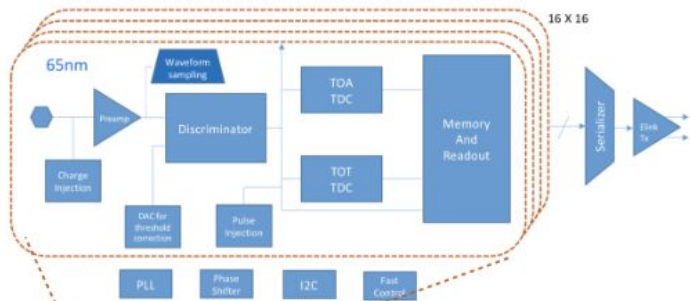 16 X 16
65nm
Waveform
sampling
Preamp
Discriminator
TOA
TDC
TOT
TDC
Memory
And
Readout
Serializer
Elink
Tx
Charge
Injection
DAC for
threshold
correction
Pulse
Injection
PLL
Phase
Shifter
I2C
Fast
Control